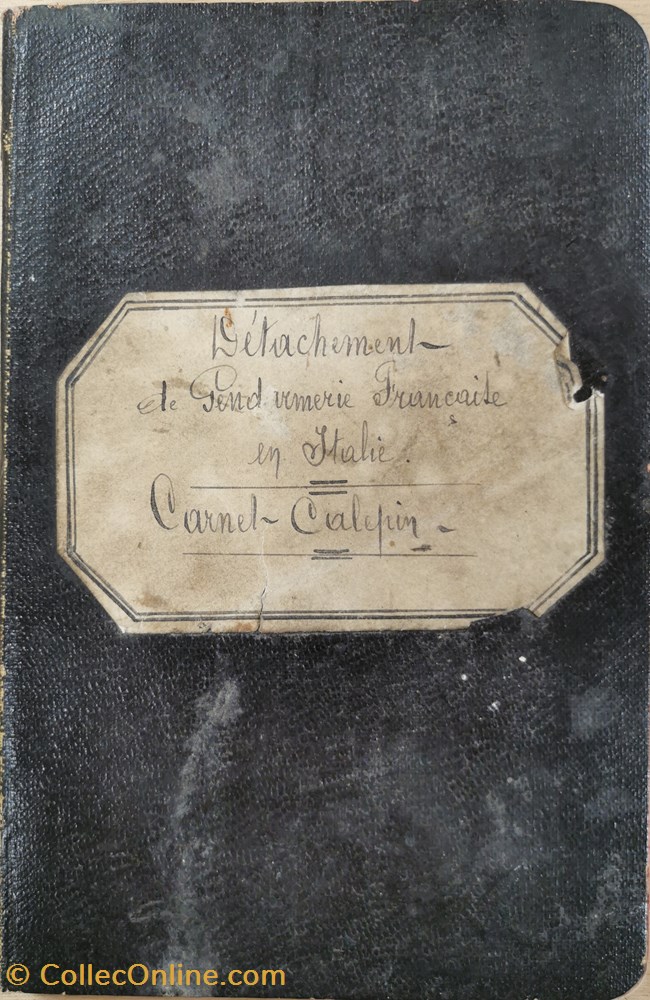 Détachement
de Gendarmerie Française
en Italie.
Carnet-Calepin-
© CollecOnline.com